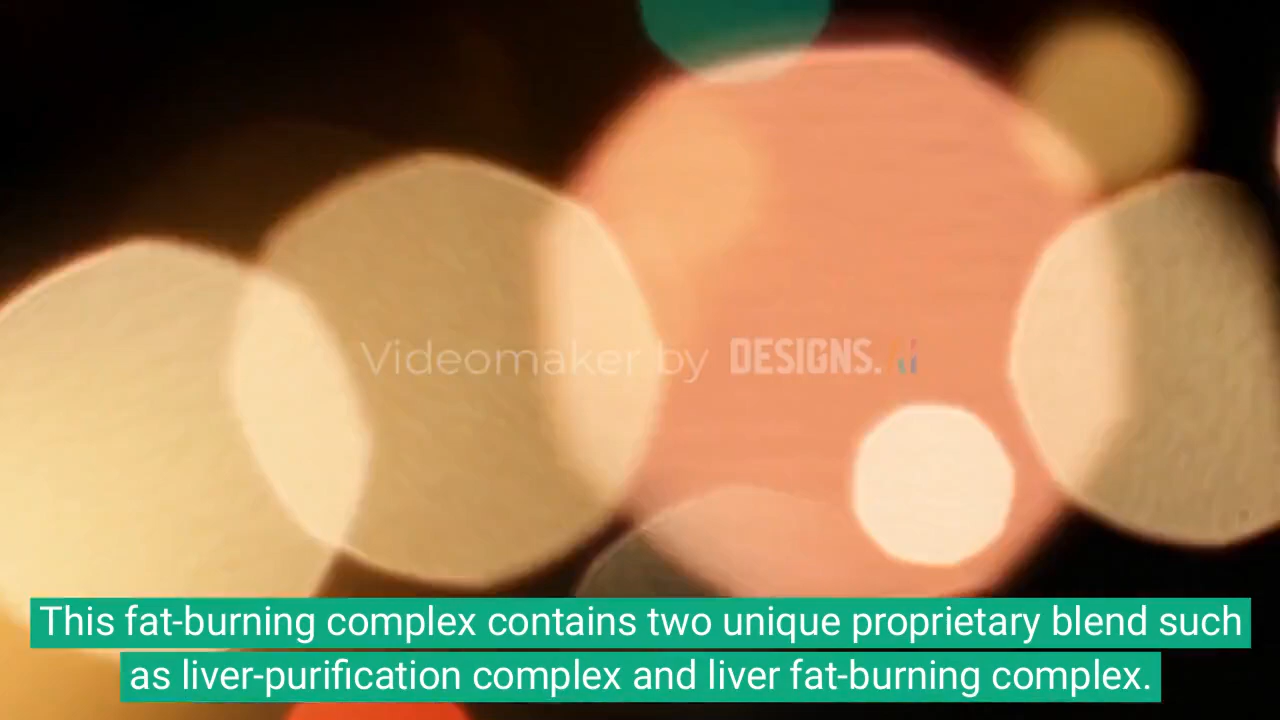 Videomaker by DESIGNS.Ai
This fat-burning complex contains two unique proprietary blend such
as liver-purification complex and liver fat-burning complex.